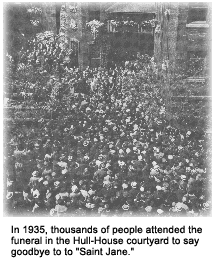 In 1935, thousands of people attended the
funeral in the Hull-House courtyard to say
goodbye to to "Saint Jane."